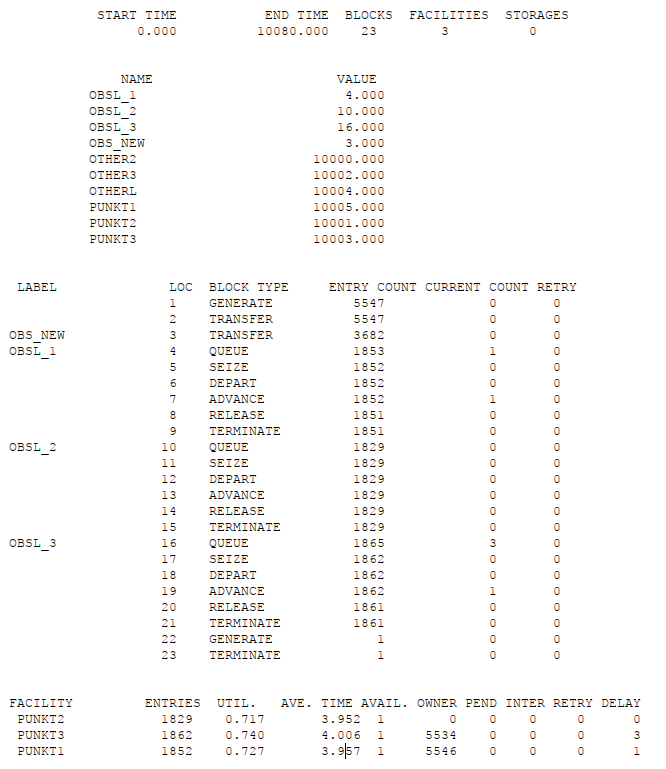 START TIME END TIME BLOCKS FACILITIES STORAGES
0.000 10080.000 23 3 0
NAME VALUE
OBSL_1 4.000
OBSL_2 10.000
OBSL_3 16.000
OBS_NEW 3.000
OTHER2 10000.000
OTHER3 10002.000
OTHERL 10004.000
PUNKT1 10005.000
PUNKT2 10001.000
PUNKT3 10003.000
LABEL LOC BLOCK TYPE ENTRY COUNT CURRENT COUNT RETRY
1 GENERATE 5547 0 0
2 TRANSFER 5547 0 0
OBS_NEW 3 TRANSFER 3682 0 0
OBSL_1 4 QUEUE 1853 1 0
5 SEIZE 1852 0 0
6 DEPART 1852 0 0
7 ADVANCE 1852 1 0
8 RELEASE 1851 0 0
9 TERMINATE 1851 0 0
OBSL_2 10 QUEUE 1829 0 0
11 SEIZE 1829 0 0
12 DEPART 1829 0 0
13 ADVANCE 1829 0 0
14 RELEASE 1829 0 0
15 TERMINATE 1829 0 0
OBSL_3 16 QUEUE 1865 3 0
17 SEIZE 1862 0 0
18 DEPART 1862 0 0
19 ADVANCE 1862 1 0
20 RELEASE 1861 0 0
21 TERMINATE 1861 0 0
22 GENERATE 1 0 0
23 TERMINATE 1 0 0
FACILITY ENTRIES UTIL. AVE. TIME AVAIL. OWNER PEND INTER RETRY DELAY
PUNKT2 1829 0.717 3.952 1 0 0 0 0 0
PUNKT3 1862 0.740 4.006 1 5534 0 0 0 3
PUNKT1 1852 0.727 3.957 1 5546 0 0 0 1